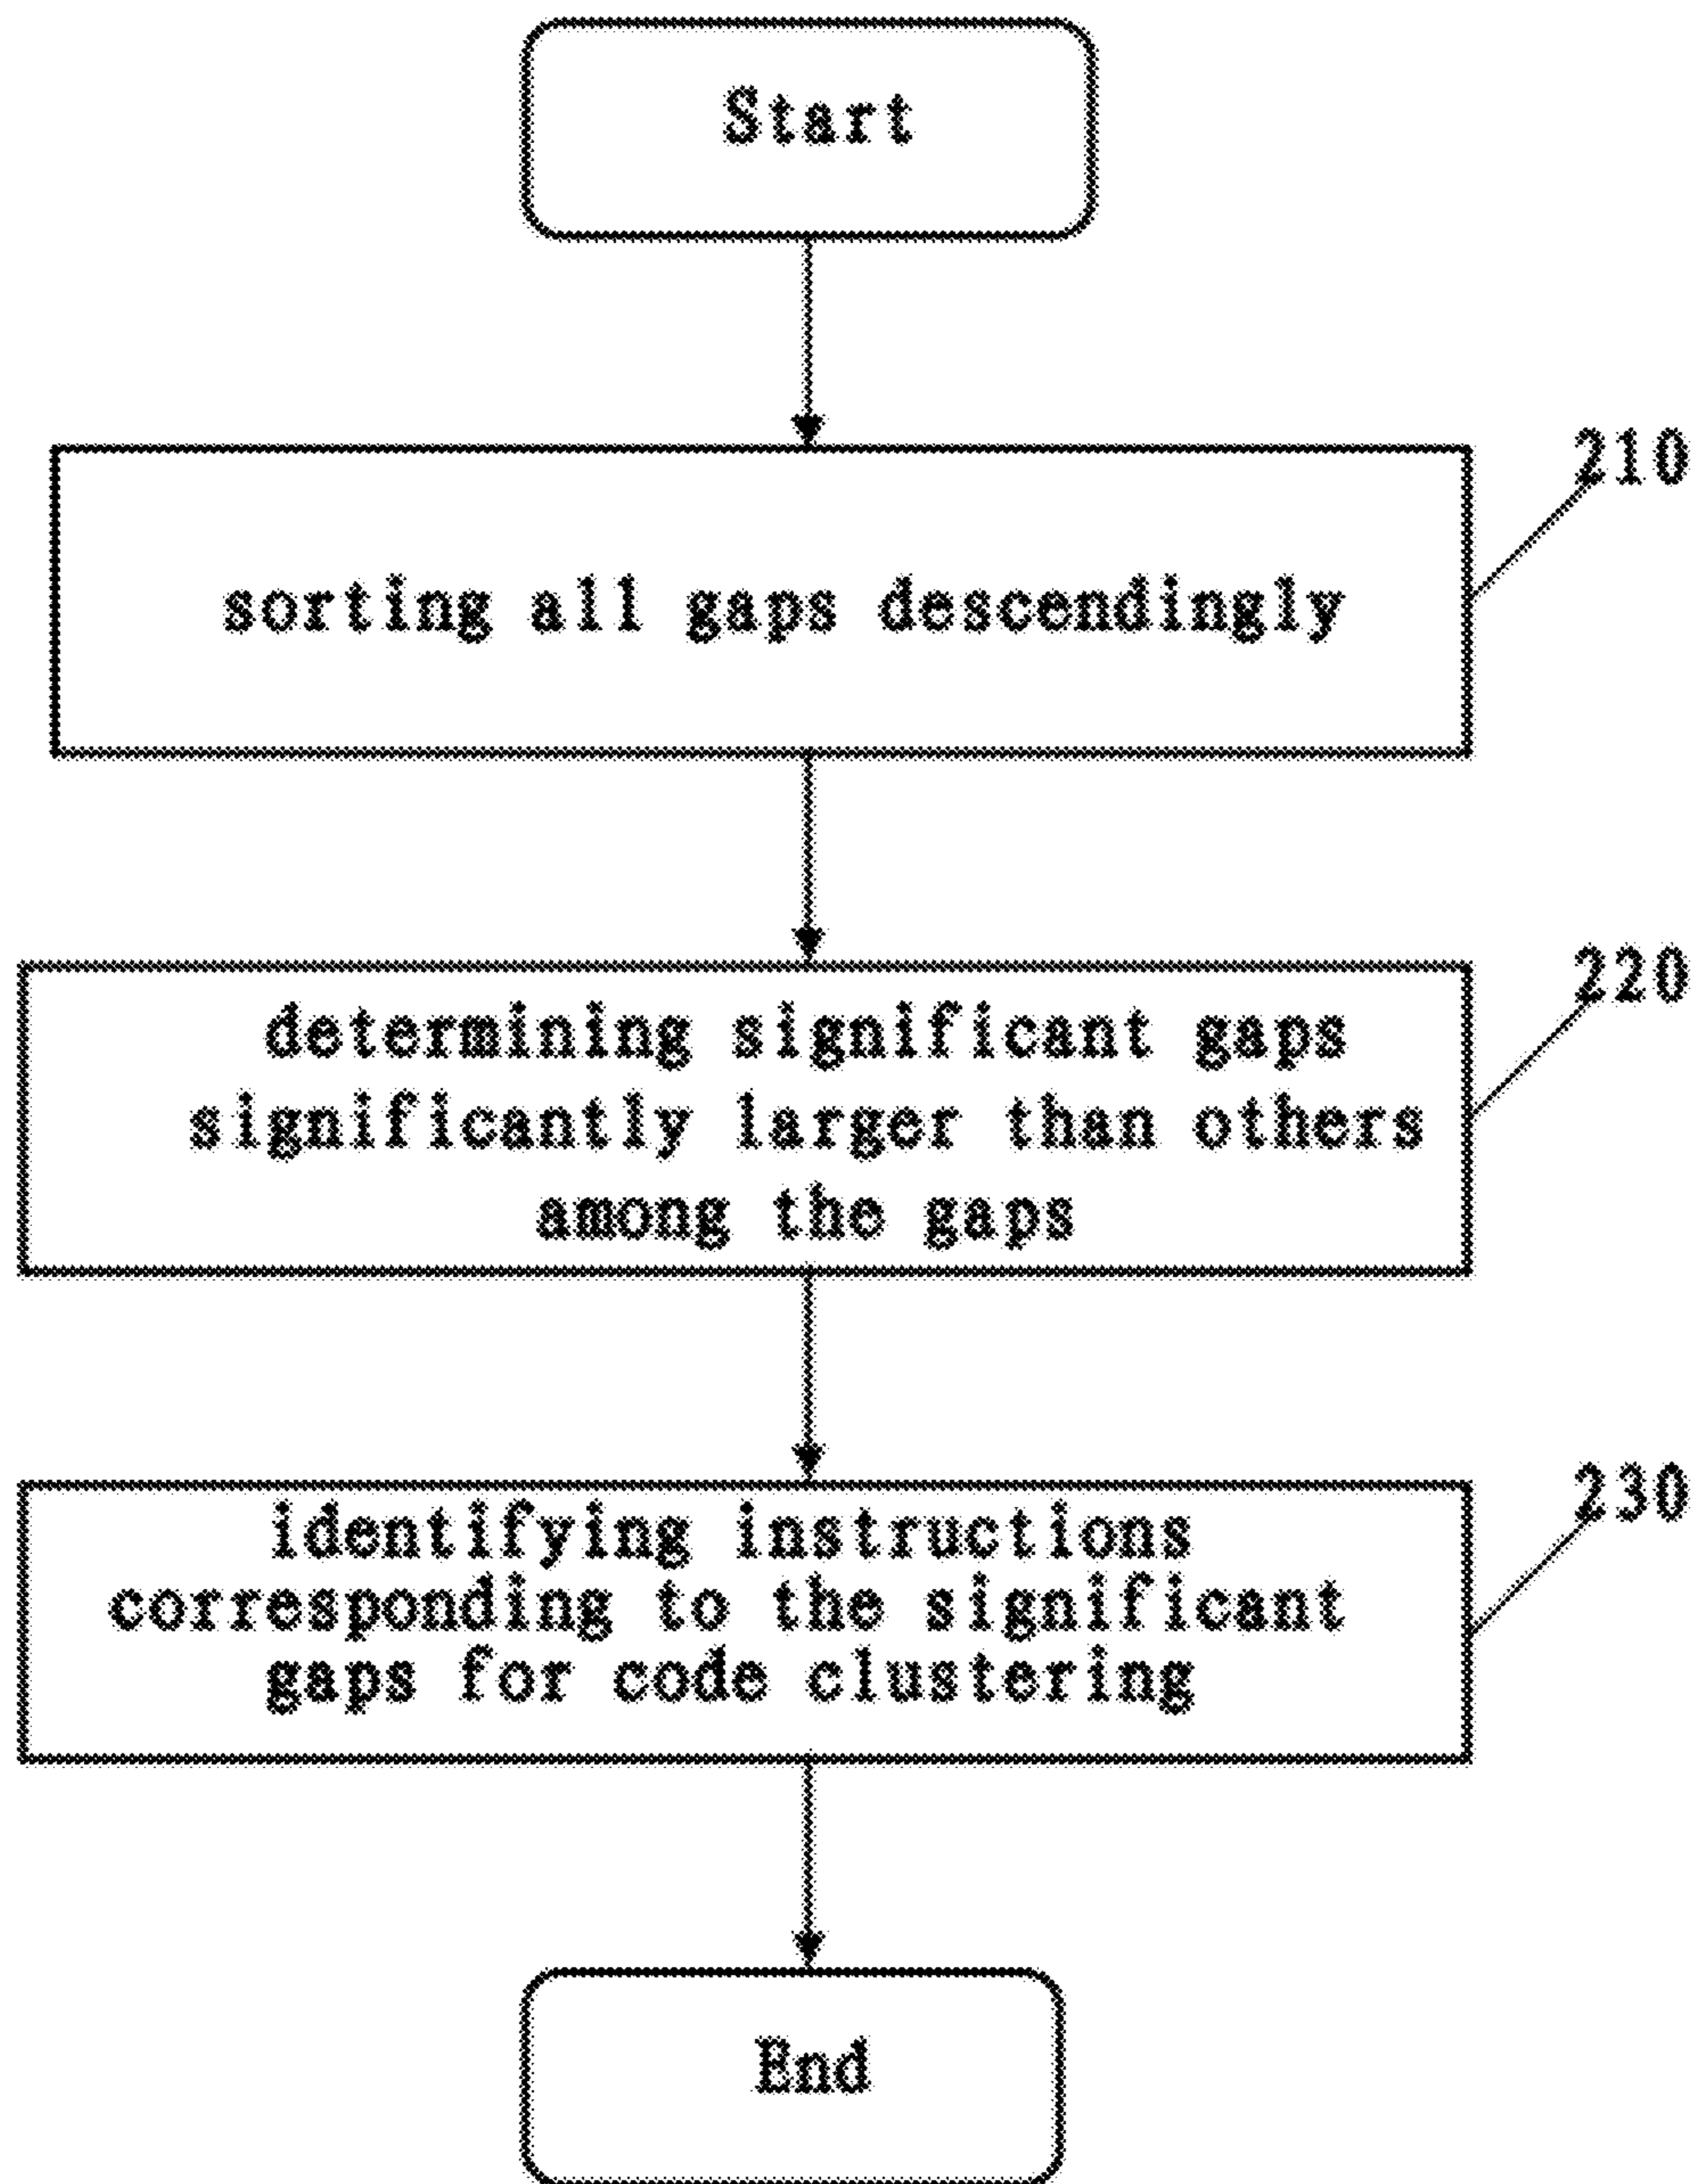 Start
210
sorting all gaps descendingly
220
determining significant gaps
significantly larger than others
among the gaps
230
identifying instructions
corresponding to the significant
gaps for code clustering
End